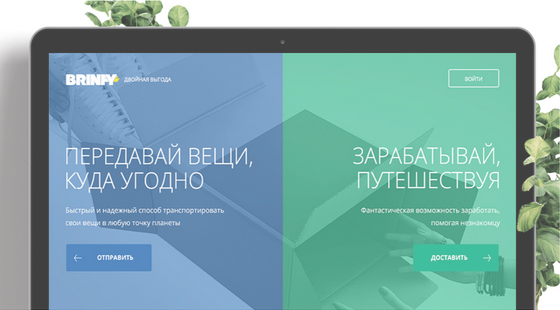 BRINFY ДВОЙНАЯ ВЫГОДА
ВОЙТИ
ПЕРЕДАВАЙ ВЕЩИ,
КУДА УГОДНО
Быстрый и надежный способ транспортировать
свои вещи в любую точку планеты
ОТПРАВИТЬ
ЗАРАБАТЫВАЙ,
ПУТЕШЕСТВУЯ
Фантастическая возможность заработать,
помогая незнакомцу
ДОСТАВИТЬ